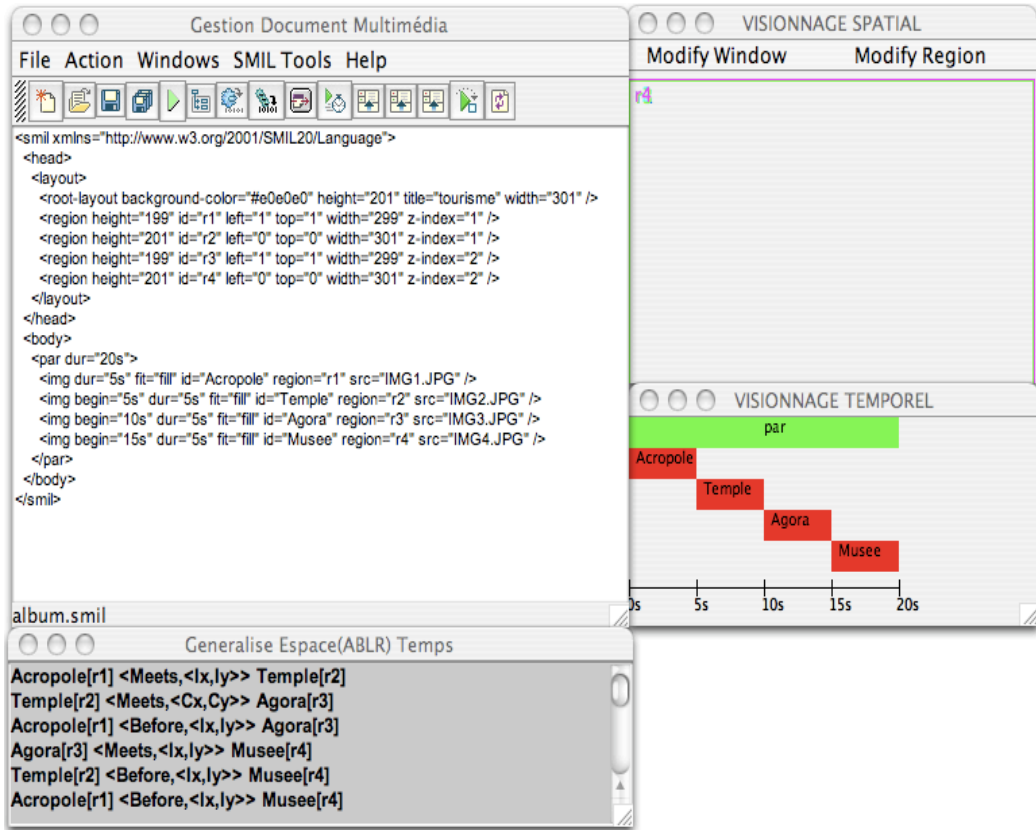 Gestion Document Multimédia
File Action Windows SMIL Tools Help
<smil xmlns="http://www.w3.org/2001/SMIL20/Language">
<head>
<layout>
<root-layout background-color="#e0e0e0" height="201" title="tourisme" width="301" />
<region height="199" id="r1" left="1" top="1" width="299" z-index="1" />
<region height="201" id="r2" left="0" top="0" width="301" z-index="1" />
<region height="199" id="r3" left="1" top="1" width="299" z-index="2" />
<region height="201" id="r4" left="0" top="0" width="301" z-index="2" />
</layout>
</head>
<body>
<par dur="20s">
<img dur="5s" fit="fill" id="Acropole" region="r1" src="IMG1.JPG" />
<img begin="5s" dur="5s" fit="fill" id="Temple" region="r2" src="IMG2.JPG" />
<img begin="10s" dur="5s" fit="fill" id="Agora" region="r3" src="IMG3.JPG" />
<img begin="15s" dur="5s" fit="fill" id="Musee" region="r4" src="IMG4.JPG" />
</par>
</body>
</smil>
album.smil
VISIONNAGE SPATIAL
Modify Window Modify Region
r4
VISIONNAGE TEMPOREL
par
Acropole
Temple
Agora
Musee
0s 5s 10s 15s 20s
Generalise Espace(ABLR) Temps
Acropole[r1] <Meets,<Ix,Iy>> Temple[r2]
Temple[r2] <Meets,<Cx,Cy>> Agora[r3]
Acropole[r1] <Before,<Ix,Iy>> Agora[r3]
Agora[r3] <Meets,<Ix,Iy>> Musee[r4]
Temple[r2] <Before,<Ix,Iy>> Musee[r4]
Acropole[r1] <Before,<Ix,Iy>> Musee[r4]